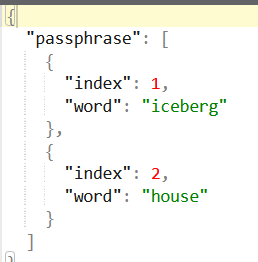 {
  "passphrase": [
    {
      "index": 1,
      "word": "iceberg"
    },
    {
      "index": 2,
      "word": "house"
    }
  ]
}